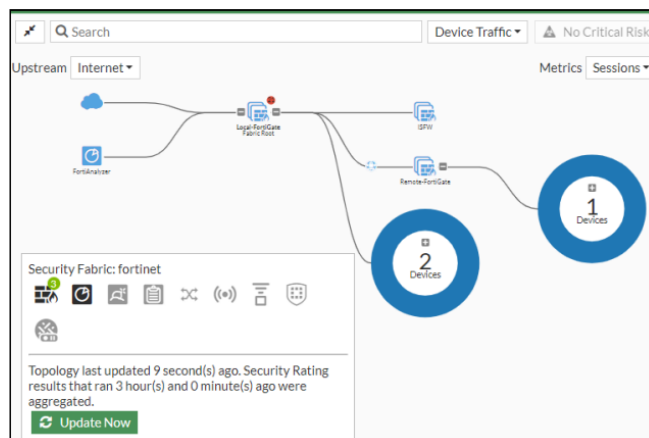 Search
Device Traffic
No Critical Risk
Upstream
Internet
Metrics
Sessions
Local-FortiGate
Fabric Root
ISFW
FortiAnalyzer
Remote-FortiGate
1
Devices
2
Devices
Security Fabric: fortinet
3
Topology last updated 9 second(s) ago. Security Rating
results that ran 3 hour(s) and 0 minute(s) ago were
aggregated.
Update Now